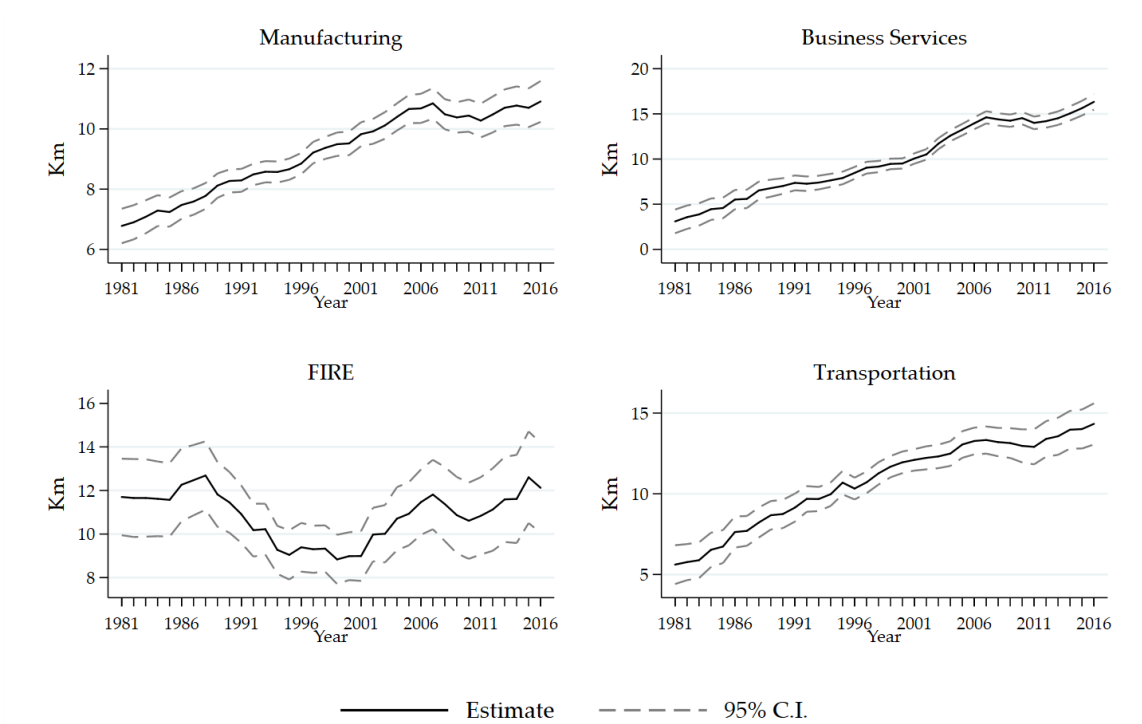 Manufacturing
12
10
8
6
Km
1981 1986 1991 1996 2001 2006 2011 2016
Year
Business Services
20
15
10
5
0
Km
1981 1986 1991 1996 2001 2006 2011 2016
Year
FIRE
16
14
12
10
8
Km
1981 1986 1991 1996 2001 2006 2011 2016
Year
Transportation
15
10
5
Km
1981 1986 1991 1996 2001 2006 2011 2016
Year
Estimate 95% C.I.